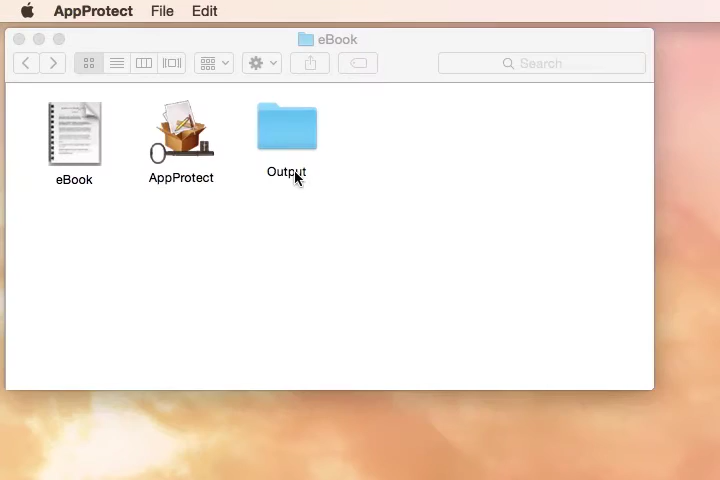 AppProtect File Edit
eBook
Search
eBook
AppProtect
Output